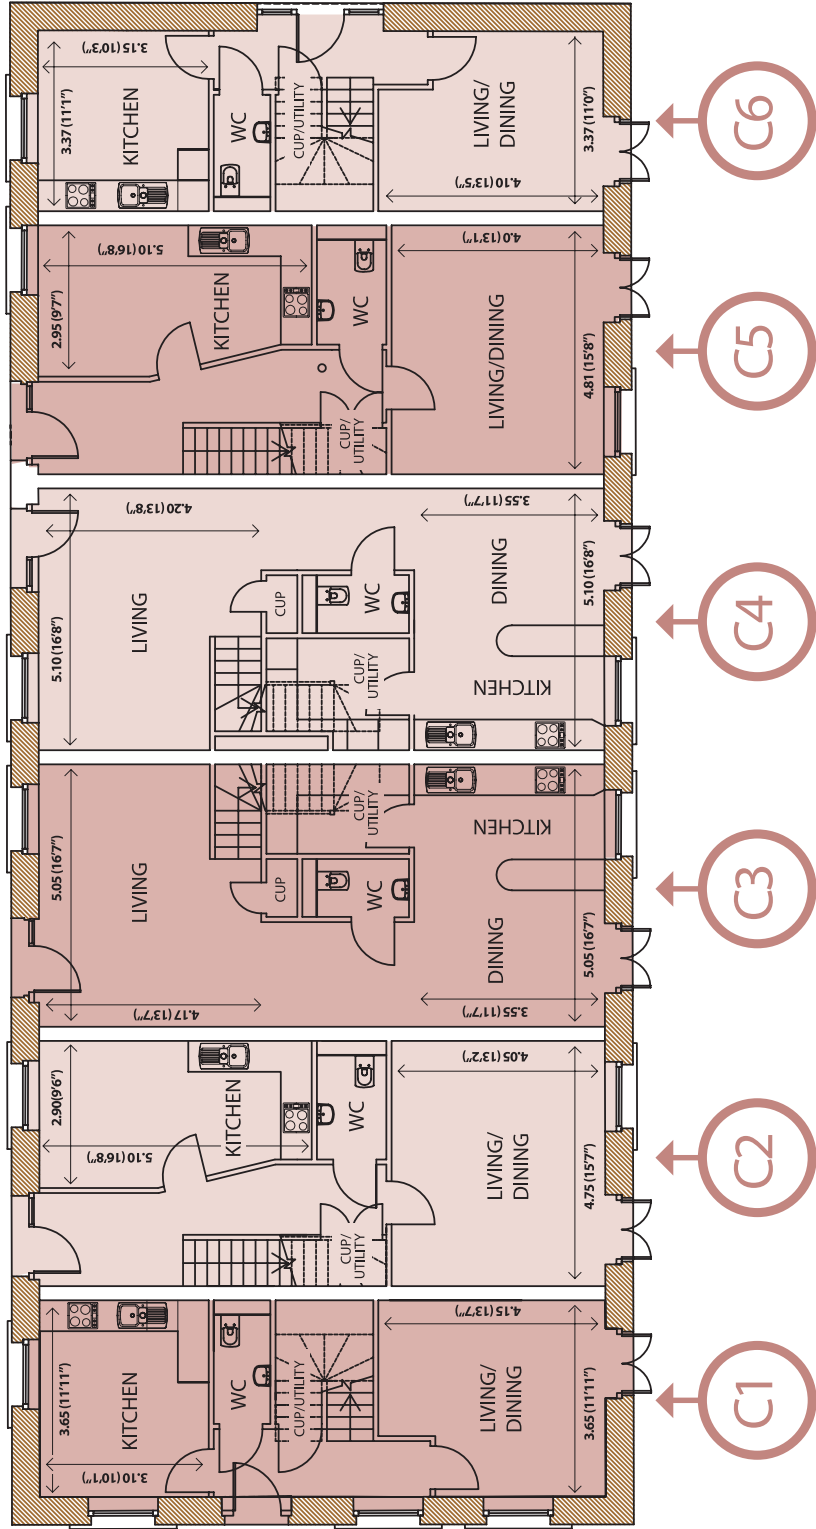 3.15 (10'3")
3.37 (11'1")
KITCHEN
WC
CUP/UTILITY
LIVING/
DINING
3.37 (11'0")
4.10 (13'5")
C6
5.10 (16'8")
2.95 (9'7")
KITCHEN
WC
CUP/
UTILITY
4.0 (13'1")
LIVING/DINING
4.81 (15'8")
C5
4.20 (13'8")
5.10 (16'8")
LIVING
CUP
WC
CUP/
UTILITY
3.55 (11'7")
DINING
5.10 (16'8")
KITCHEN
C4
5.05 (16'7")
LIVING
4.17 (13'7")
CUP/
UTILITY
CUP
WC
KITCHEN
DINING
5.05 (16'7")
3.55 (11'7")
C3
2.90(9'6")
5.10 (16'8")
KITCHEN
WC
CUP/
UTILITY
4.05 (13'2")
LIVING/
DINING
4.75 (15'7")
C2
3.65 (11'11")
KITCHEN
3.10 (10'1")
WC
CUP/UTILITY
4.15 (13'7")
LIVING/
DINING
3.65 (11'11")
C1